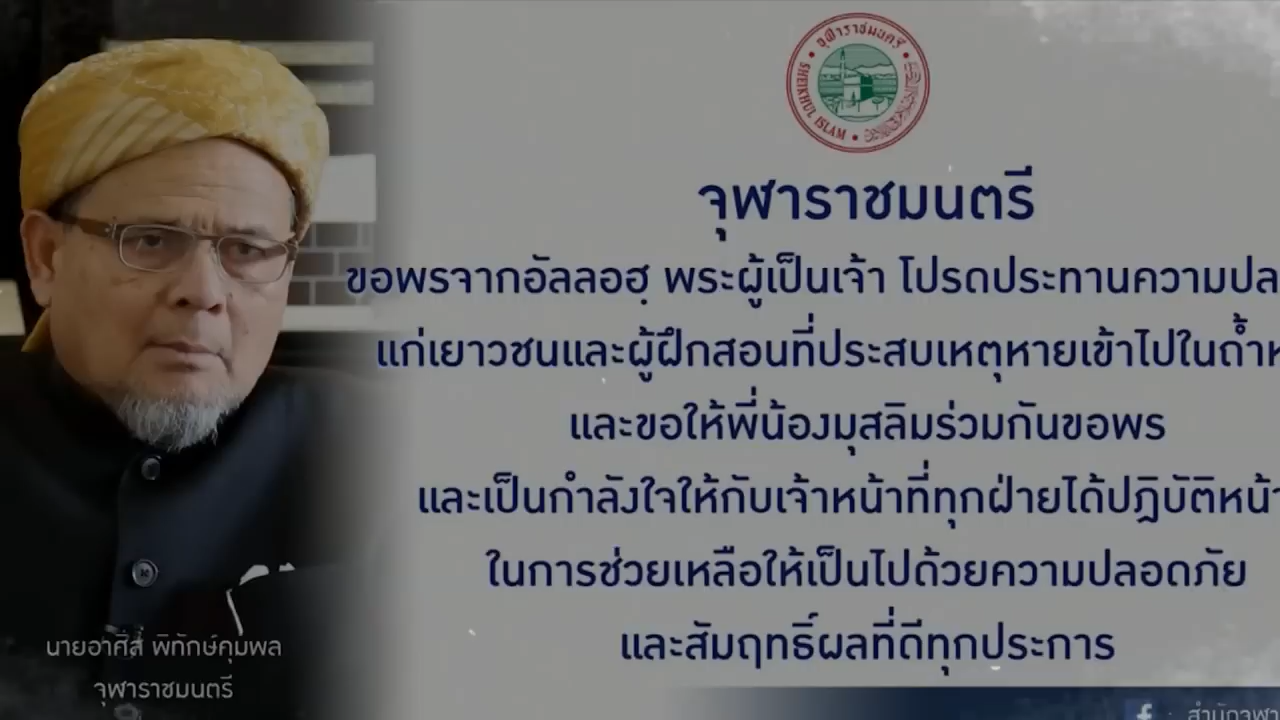 จุฬาราชมนตรี
SHEIKHUL ISLAM
จุฬาราชมนตรี
ขอพรจากอัลลอฮฺ พระผู้เป็นเจ้า โปรดประทานความปล
แก่เยาวชนและผู้ฝึกสอนที่ประสบเหตุหายเข้าไปในถ้ำ
และขอให้พี่น้องมุสลิมร่วมกันขอพร
และเป็นกำลังใจให้กับเจ้าหน้าที่ทุกฝ่ายได้ปฏิบัติหน้า
ในการช่วยเหลือให้เป็นไปด้วยความปลอดภัย
และสัมฤทธิ์ผลที่ดีทุกประการ
นายอาศิส พิทักษ์คุมพล
จุฬาราชมนตรี
f : สำนักจุฬา